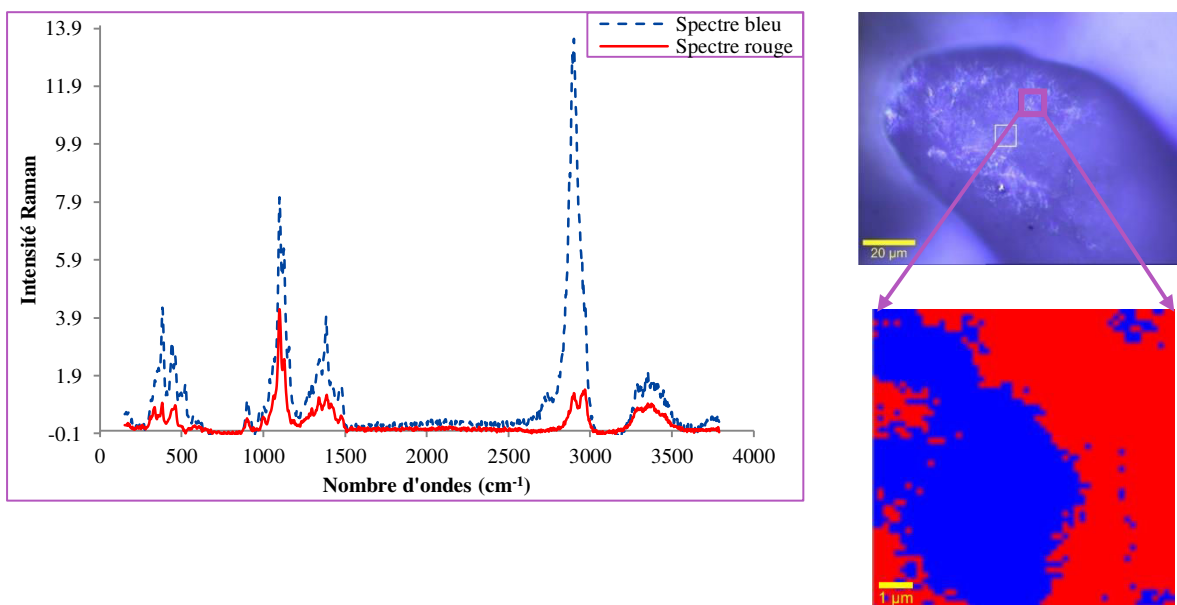 Spectre bleu
Spectre rouge
13.9
11.9
9.9
7.9
5.9
3.9
1.9
-0.1
Intensité Raman
0 500 1000 1500 2000 2500 3000 3500 4000
Nombre d'ondes (cm-1)
20 µm
1 µm